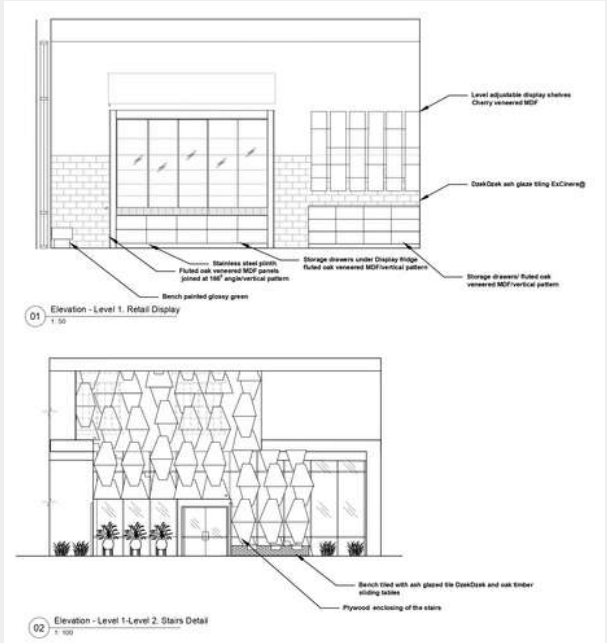 Level adjustable display shelves
Cherry veneered MDF
DzekDzek ash glaze tiling ExCinere@
Stainless steel plinth
Fluted oak veneered MDF panels
joined at 166⁰ angle/vertical pattern
Storage drawers under Display fridge
fluted oak veneered MDF/vertical pattern
Storage drawers/ fluted oak
veneered MDF/vertical pattern
Bench painted glossy green
01
Elevation - Level 1. Retail Display
1: 50
Bench tiled with ash glazed tile DzekDzek and oak timber
sliding tables
Plywood enclosing of the stairs
02
Elevation - Level 1-Level 2. Stairs Detail
1: 100